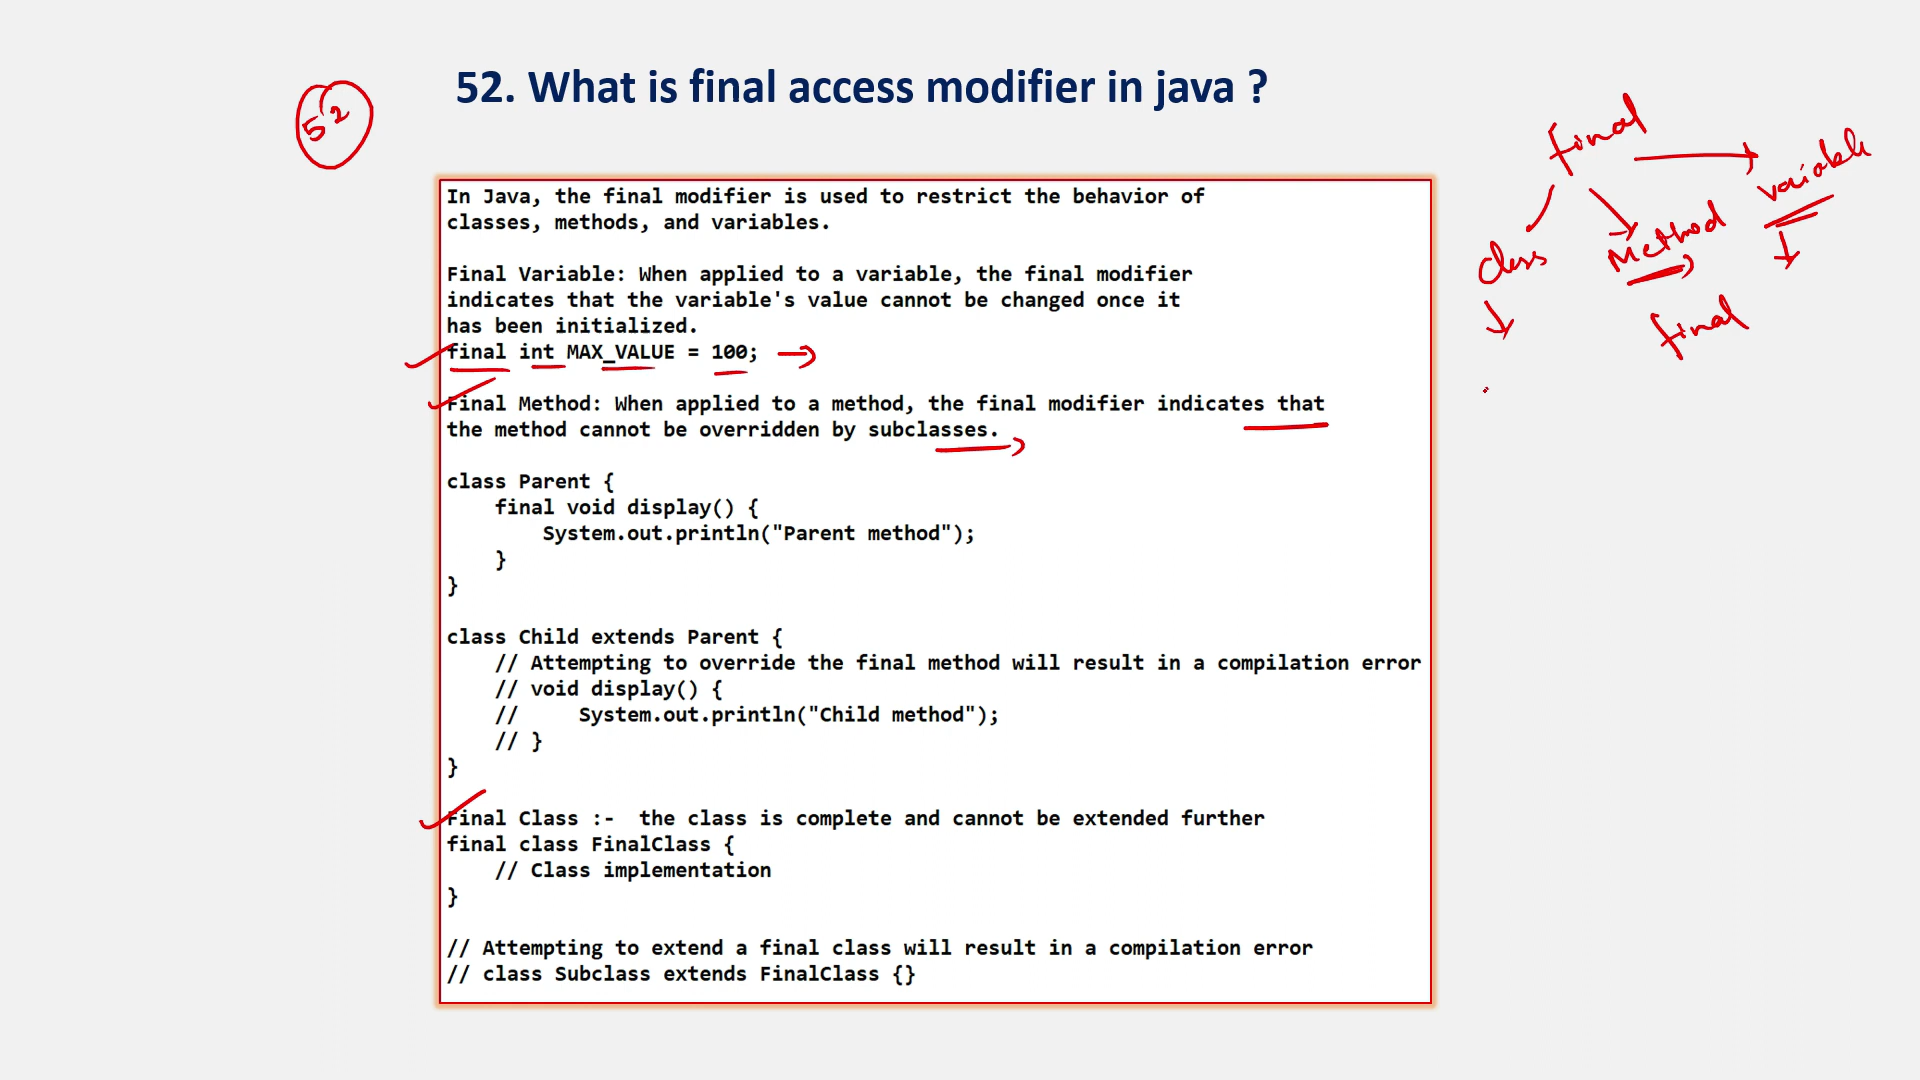 52. What is final access modifier in java ?
52
In Java, the final modifier is used to restrict the behavior of
classes, methods, and variables.
Final Variable: When applied to a variable, the final modifier
indicates that the variable's value cannot be changed once it
has been initialized.
final int MAX_VALUE = 100;
Final Method: When applied to a method, the final modifier indicates that
the method cannot be overridden by subclasses.
class Parent {
    final void display() {
        System.out.println("Parent method");
    }
}
class Child extends Parent {
    // Attempting to override the final method will result in a compilation error
    // void display() {
    //     System.out.println("Child method");
    // }
}
Final Class :-  the class is complete and cannot be extended further
final class FinalClass {
    // Class implementation
}
// Attempting to extend a final class will result in a compilation error
// class Subclass extends FinalClass {}
final
variable
Method
class
final